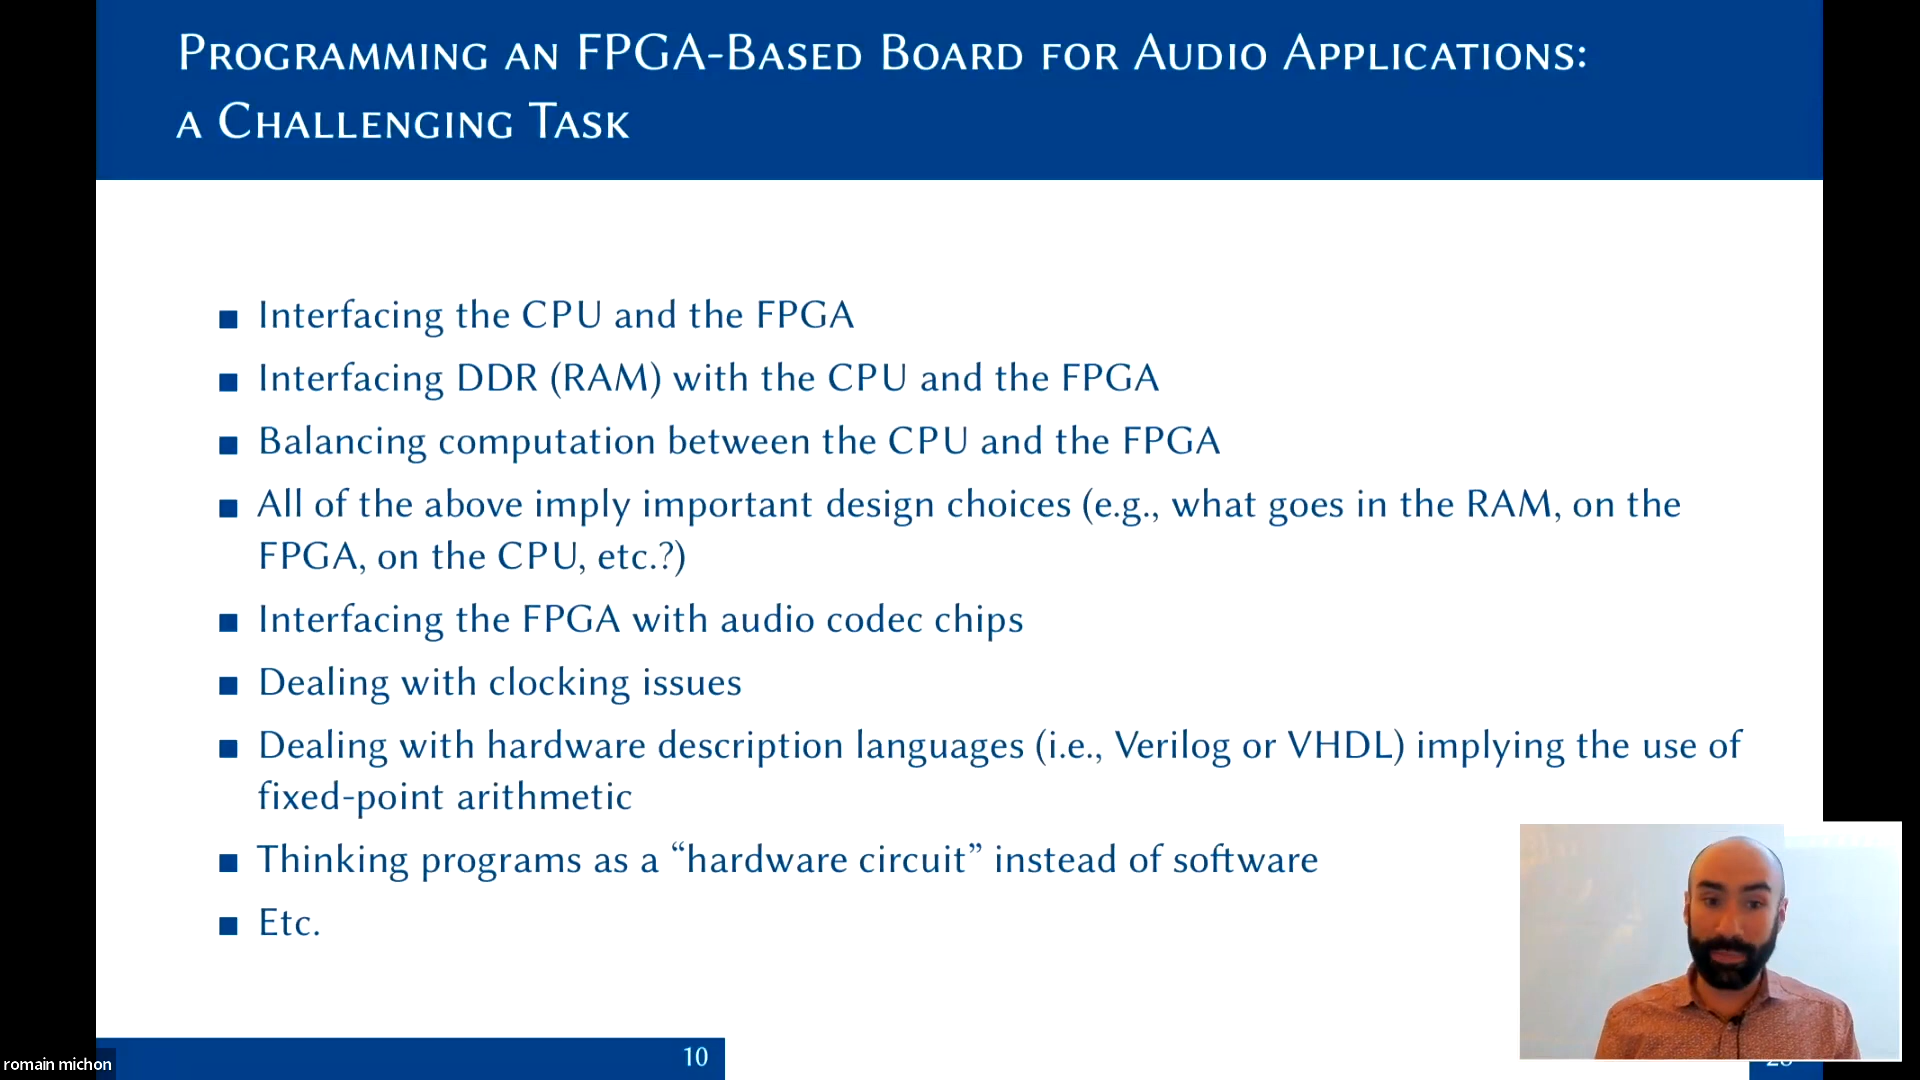 Programming an FPGA-Based Board for Audio Applications:
a Challenging Task
Interfacing the CPU and the FPGA
Interfacing DDR (RAM) with the CPU and the FPGA
Balancing computation between the CPU and the FPGA
All of the above imply important design choices (e.g., what goes in the RAM, on the
FPGA, on the CPU, etc.?)
Interfacing the FPGA with audio codec chips
Dealing with clocking issues
Dealing with hardware description languages (i.e., Verilog or VHDL) implying the use of
fixed-point arithmetic
Thinking programs as a “hardware circuit” instead of software
Etc.
10
romain michon